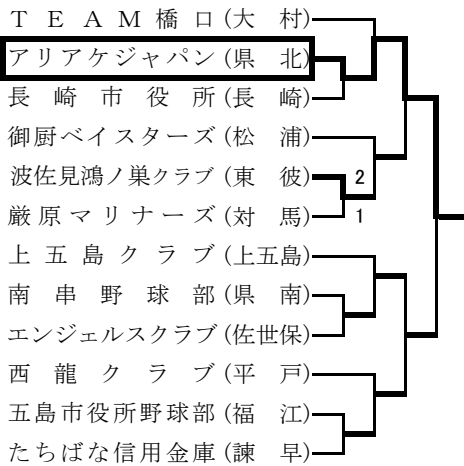 TEAM橋口(大村)
アリアケジャパン(県北)
長崎市役所(長崎)
御厨ベイスターズ(松浦)
波佐見鴻ノ巣クラブ(東彼) 2
厳原マリナーズ(対馬) 1
上五島クラブ(上五島)
南串野球部(県南)
エンジェルスクラブ(佐世保)
西龍クラブ(平戸)
五島市役所野球部(福江)
たちばな信用金庫(諫早)